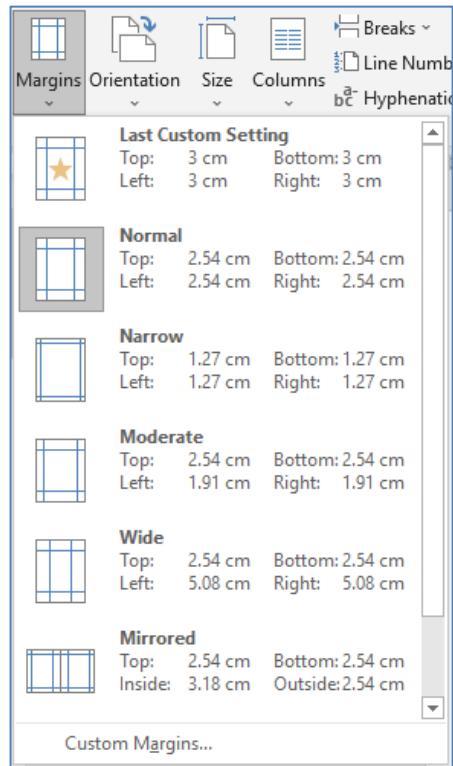 Breaks
Line Numb
Margins Orientation Size Columns
Hyphenatio
Last Custom Setting
Top: 3 cm Bottom: 3 cm
Left: 3 cm Right: 3 cm
Normal
Top: 2.54 cm Bottom: 2.54 cm
Left: 2.54 cm Right: 2.54 cm
Narrow
Top: 1.27 cm Bottom: 1.27 cm
Left: 1.27 cm Right: 1.27 cm
Moderate
Top: 2.54 cm Bottom: 2.54 cm
Left: 1.91 cm Right: 1.91 cm
Wide
Top: 2.54 cm Bottom: 2.54 cm
Left: 5.08 cm Right: 5.08 cm
Mirrored
Top: 2.54 cm Bottom: 2.54 cm
Inside: 3.18 cm Outside: 2.54 cm
Custom Margins...